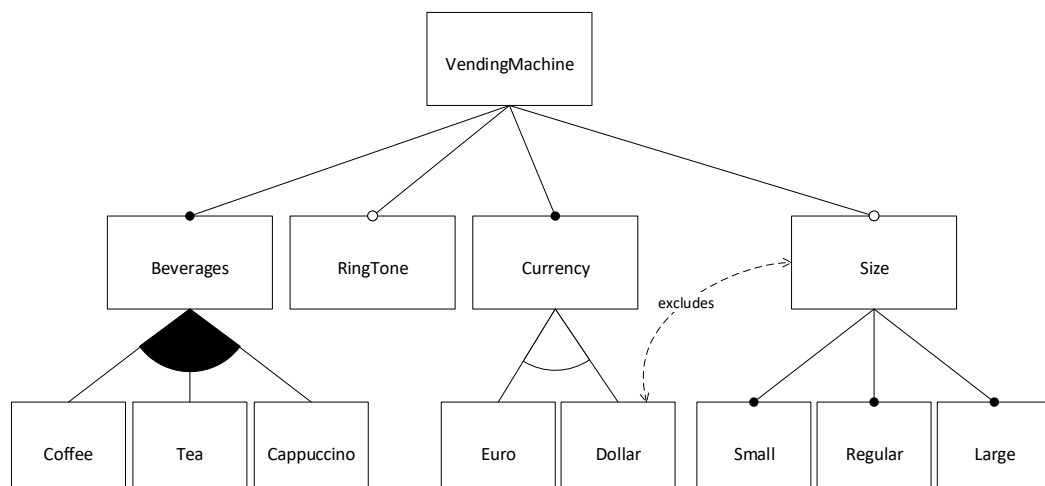 VendingMachine
Beverages
RingTone
Currency
Size
excludes
Coffee
Tea
Cappuccino
Euro
Dollar
Small
Regular
Large